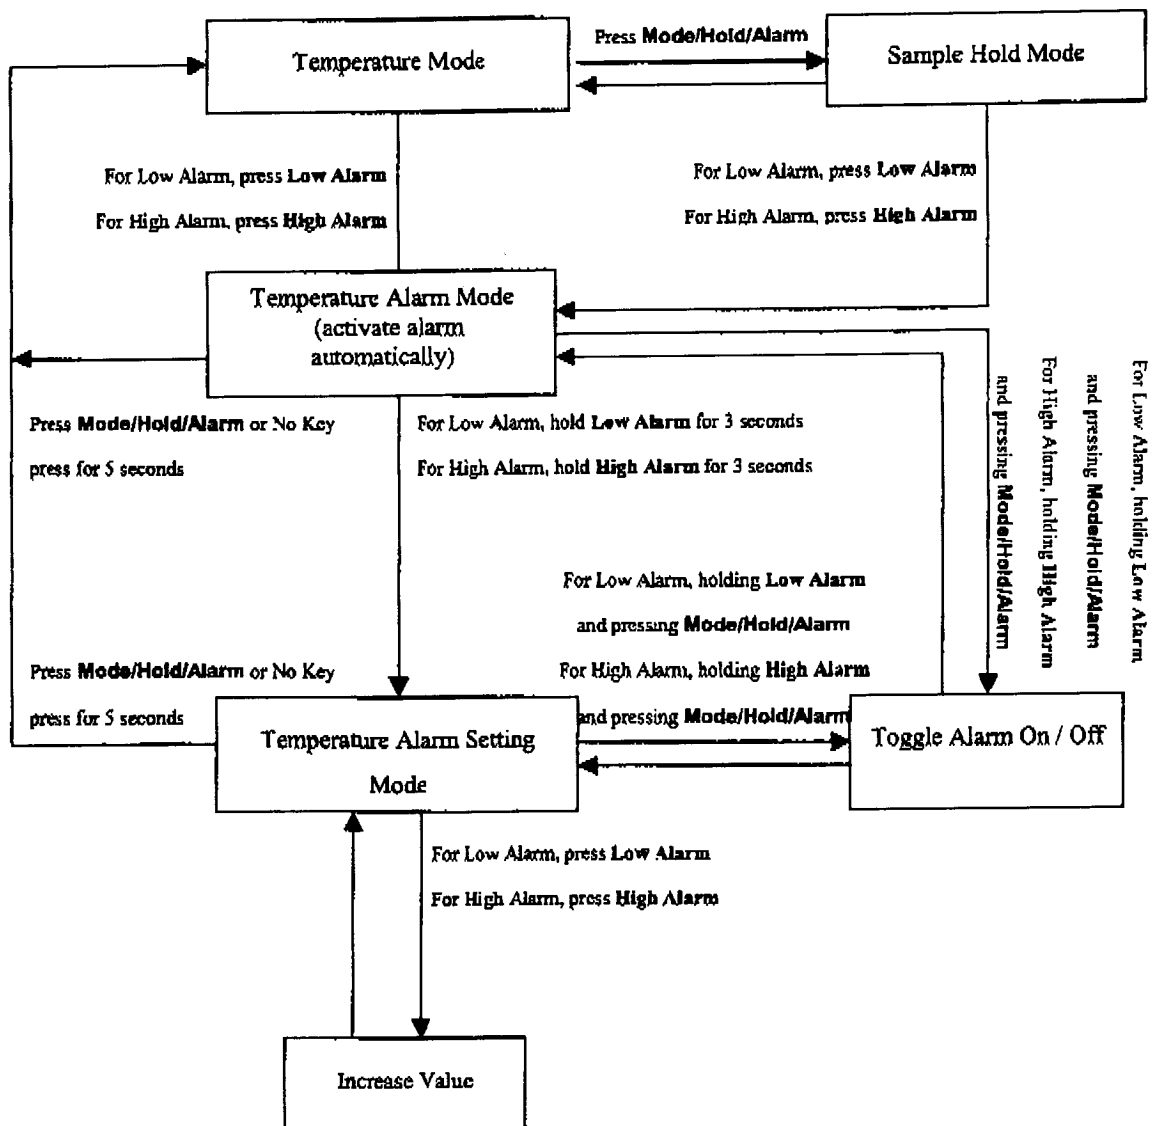 Temperature Mode
Press Mode/Hold/Alarm
Sample Hold Mode
For Low Alarm, press Low Alarm
For High Alarm, press High Alarm
For Low Alarm, press Low Alarm
For High Alarm, press High Alarm
Temperature Alarm Mode
(activate alarm
automatically)
Press Mode/Hold/Alarm or No Key
press for 5 seconds
For Low Alarm, hold Low Alarm for 3 seconds
For High Alarm, hold High Alarm for 3 seconds
For Low Alarm, holding Low Alarm
and pressing Mode/Hold/Alarm
For High Alarm, holding High Alarm
and pressing Mode/Hold/Alarm
For Low Alarm, holding Low Alarm
and pressing Mode/Hold/Alarm
For High Alarm, holding High Alarm
and pressing Mode/Hold/Alarm
Press Mode/Hold/Alarm or No Key
press for 5 seconds
Temperature Alarm Setting
Mode
Toggle Alarm On / Off
For Low Alarm, press Low Alarm
For High Alarm, press High Alarm
Increase Value